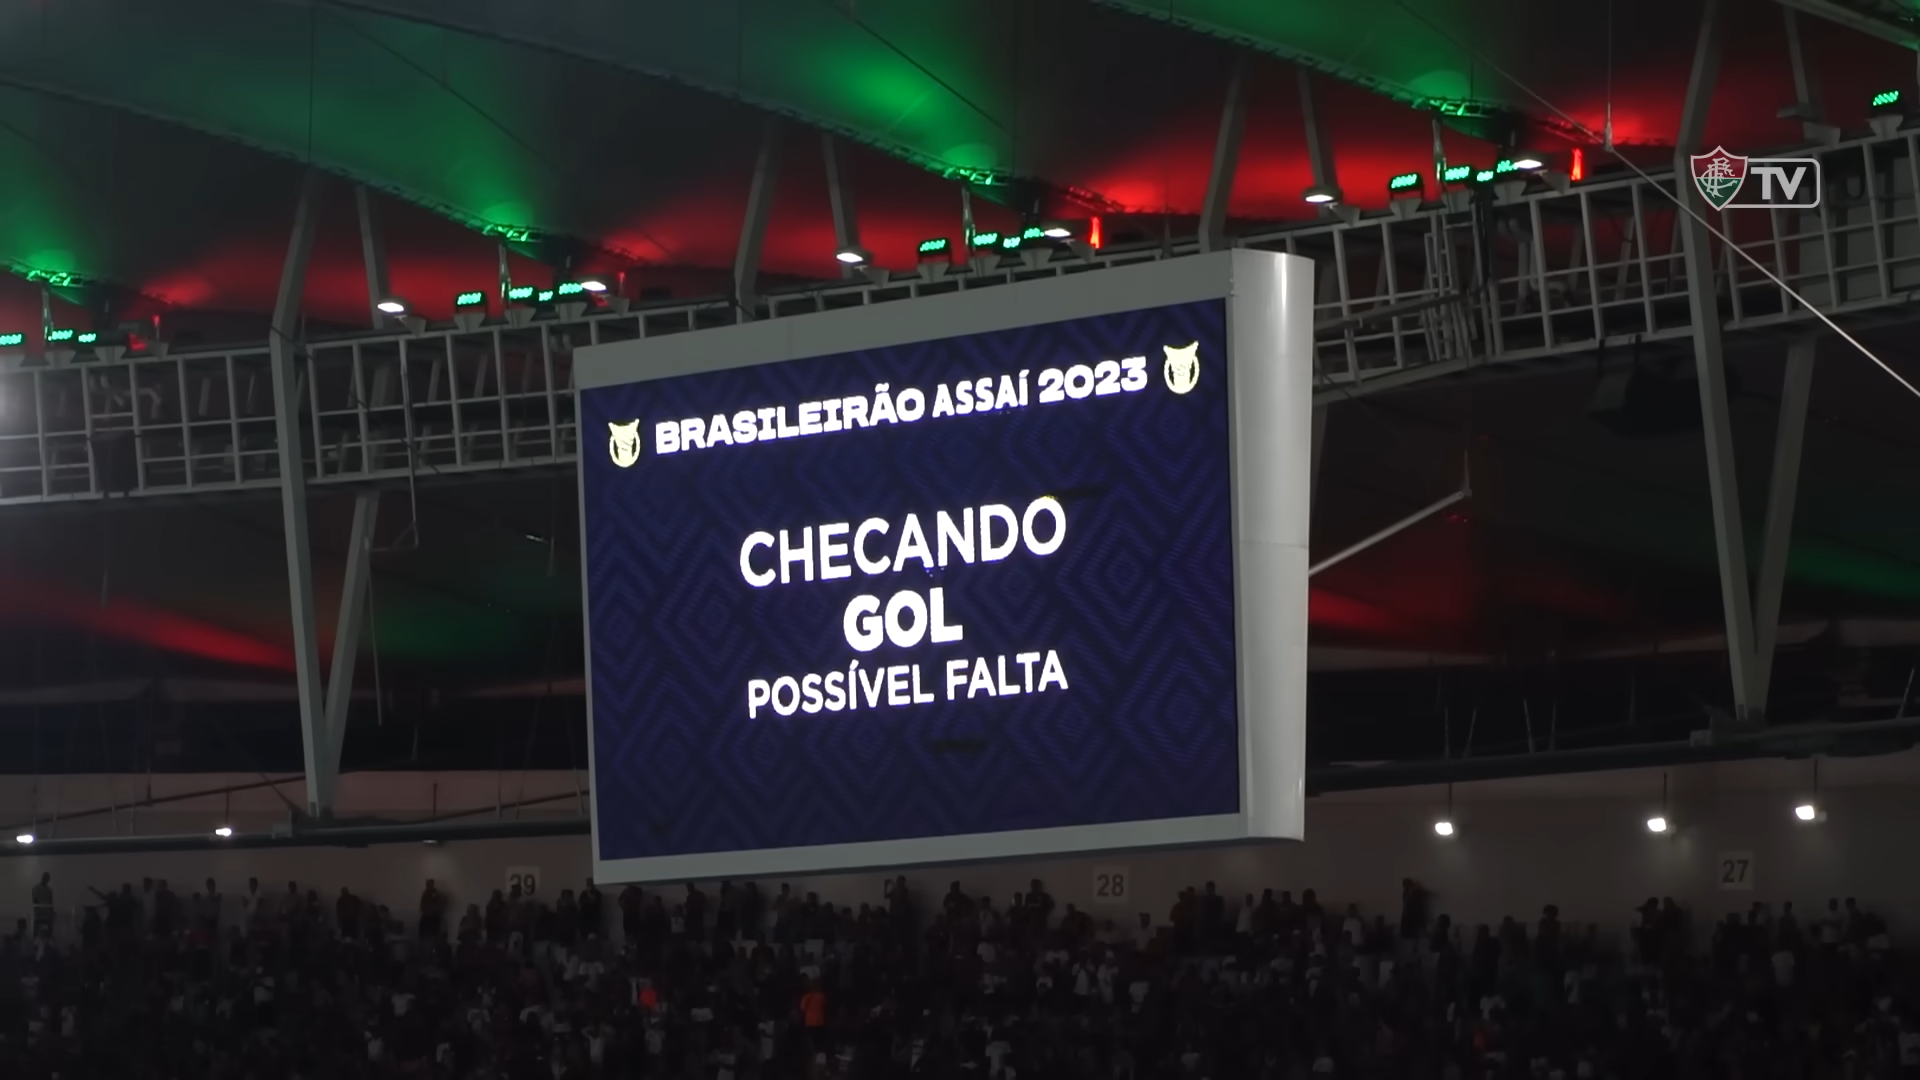 TV
BRASILEIRÃO ASSAÍ 2023
CHECANDO
GOL
POSSÍVEL FALTA
29
28
27